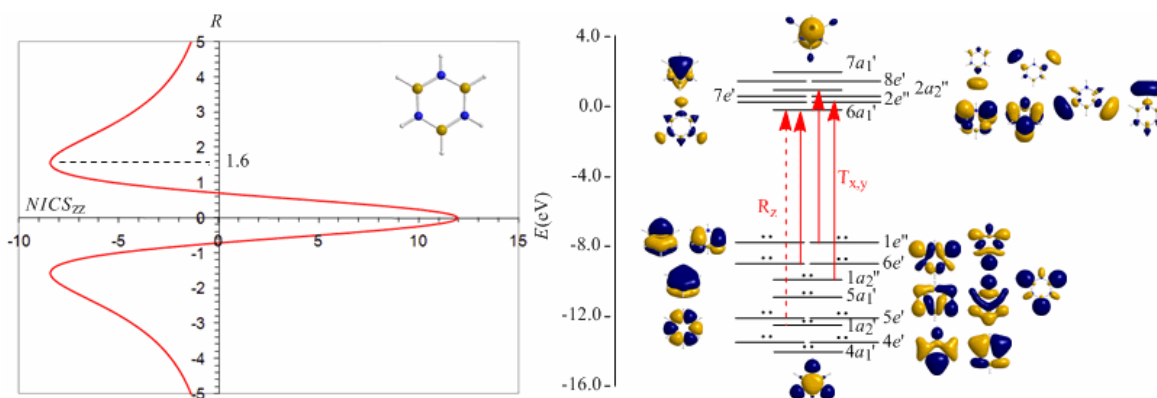 R
5
4
3
2
1.6
1
NICSzz
0
-10
-5
0
5
10
15
-1
-2
-3
-4
-5
E(eV)
4.0
0.0
-4.0
-8.0
-12.0
-16.0
7a₁'
8e'
2a₂"
7e'
2e"
6a₁'
Tx,y
Rz
1e"
6e'
1a₂"
5a₁'
5e'
1a₂'
4e'
4a₁'